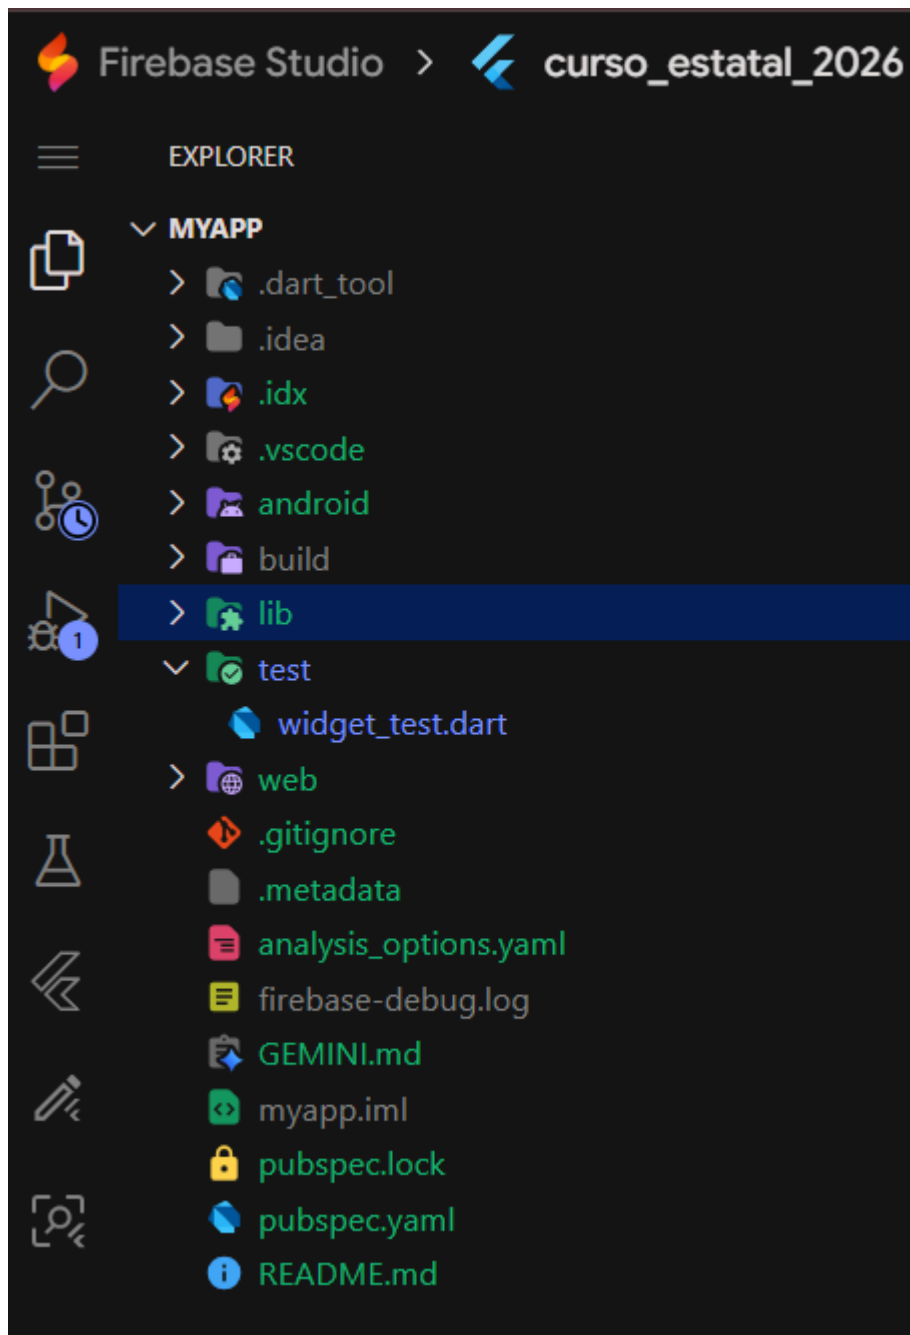 Firebase Studio > curso_estatal_2026
EXPLORER
MYAPP
.dart_tool
.idea
.idx
.vscode
android
build
lib
1
test
widget_test.dart
web
.gitignore
.metadata
analysis_options.yaml
firebase-debug.log
GEMINI.md
myapp.iml
pubspec.lock
pubspec.yaml
README.md